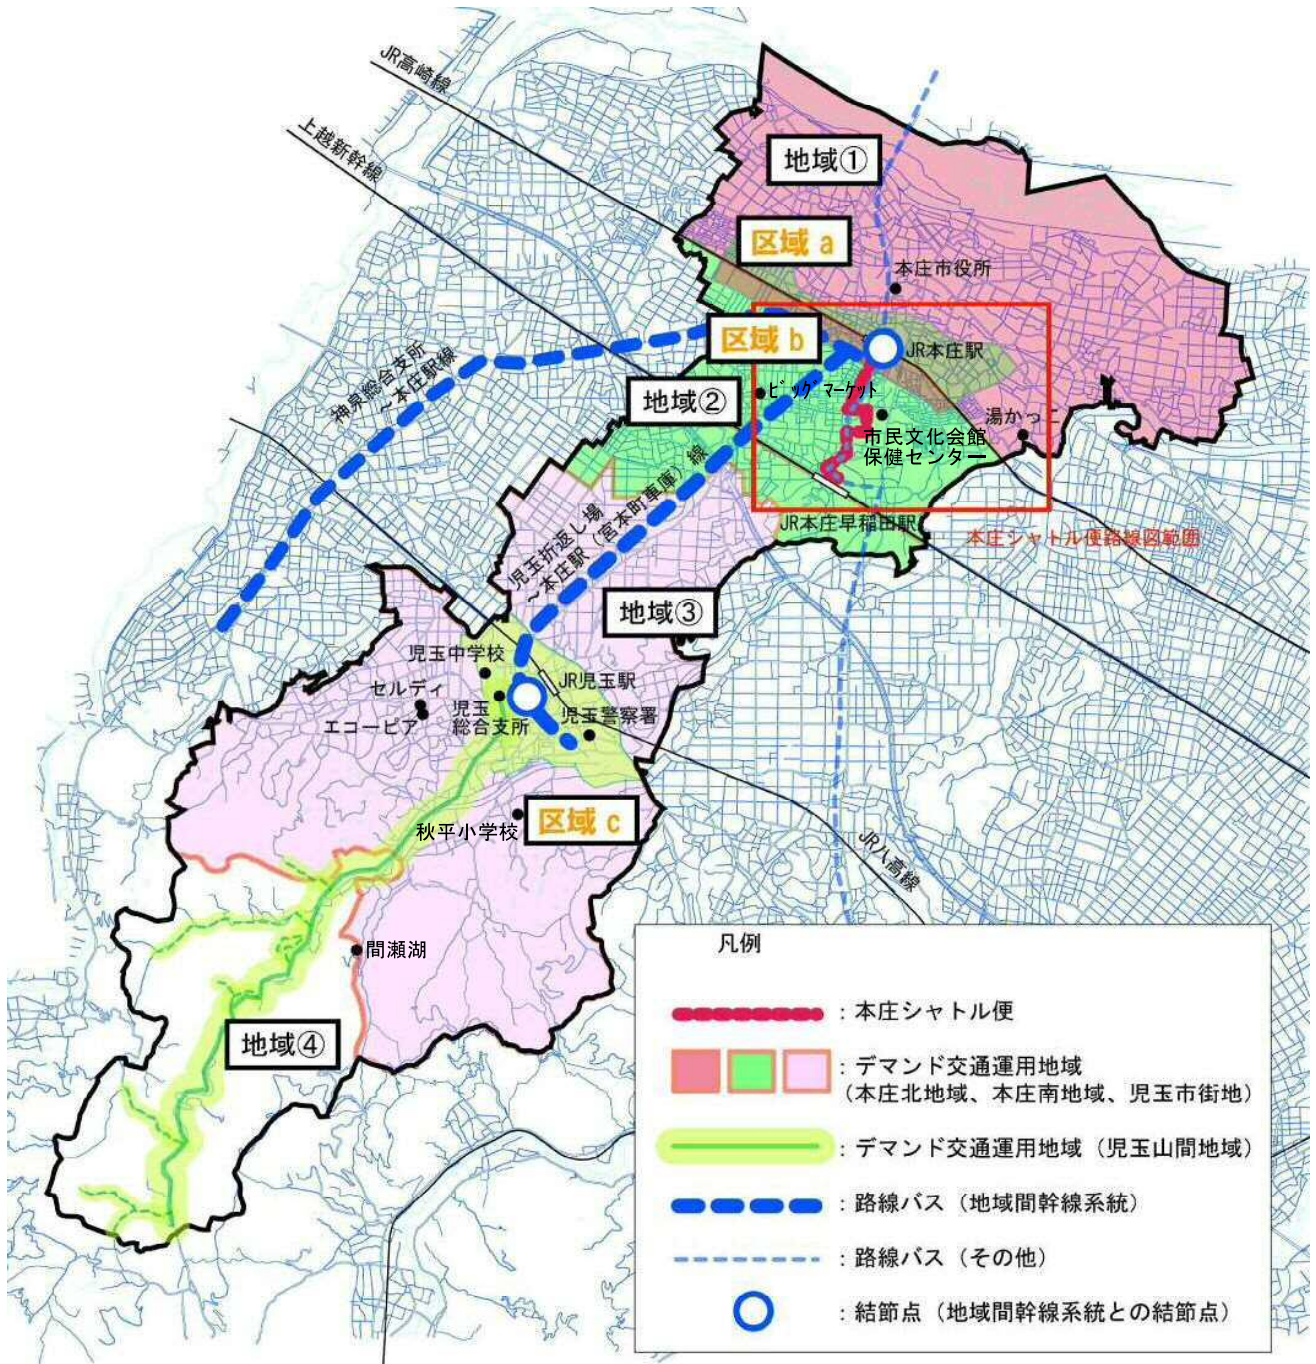 JR高崎線
上越新幹線
地域①
区域 a
本庄市役所
区域 b
JR本庄駅
ﾋﾞｯｸﾞマーケット
地域②
湯かっこ
市民文化会館
保健センター
神泉総合支所
～本庄駅線
JR本庄早稲田駅
本庄シャトル便路線図範囲
児玉折返し場
～本庄駅（宮本町車庫）線
地域③
児玉中学校
JR児玉駅
セルディ
エコーピア
児玉
総合支所
児玉警察署
秋平小学校
区域 c
JR八高線
間瀬湖
地域④
凡例
：本庄シャトル便
：デマンド交通運用地域
（本庄北地域、本庄南地域、児玉市街地）
：デマンド交通運用地域（児玉山間地域）
：路線バス（地域間幹線系統）
：路線バス（その他）
：結節点（地域間幹線系統との結節点）